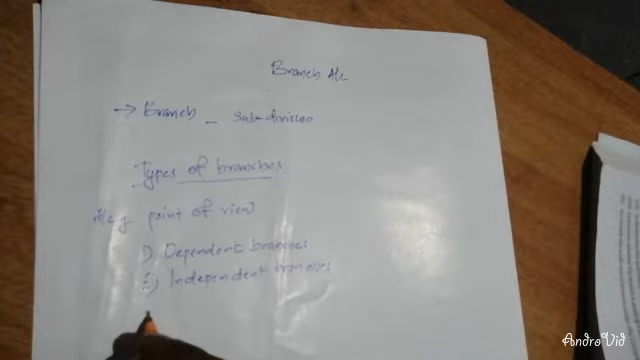 Branch A/c
→ Branch - Sub-division
Types of branches
A/c g point of view
1) Dependent branches
2) Independent branches
AndroVid